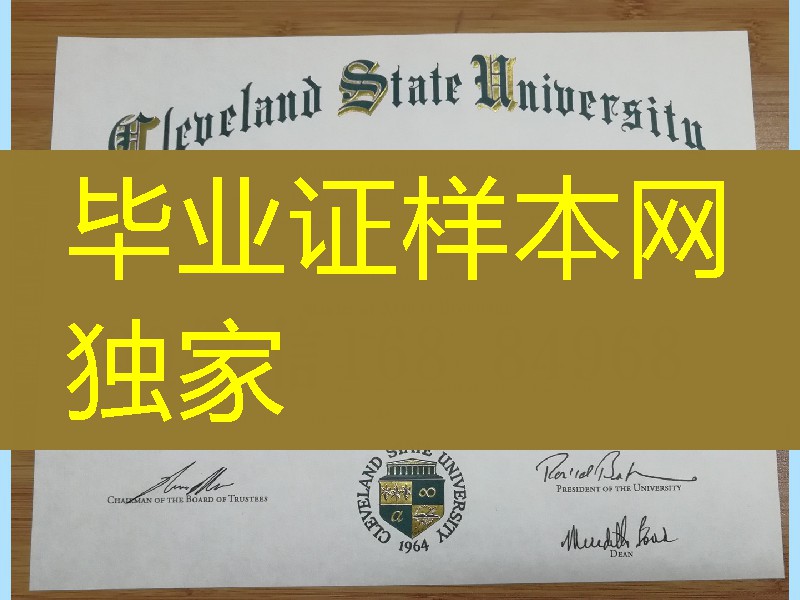 Cleveland State University
毕业证样本网
独家
CHAIRMAN OF THE BOARD OF TRUSTEES
CLEVELAND STATE UNIVERSITY
1964
PRESIDENT OF THE UNIVERSITY
DEAN